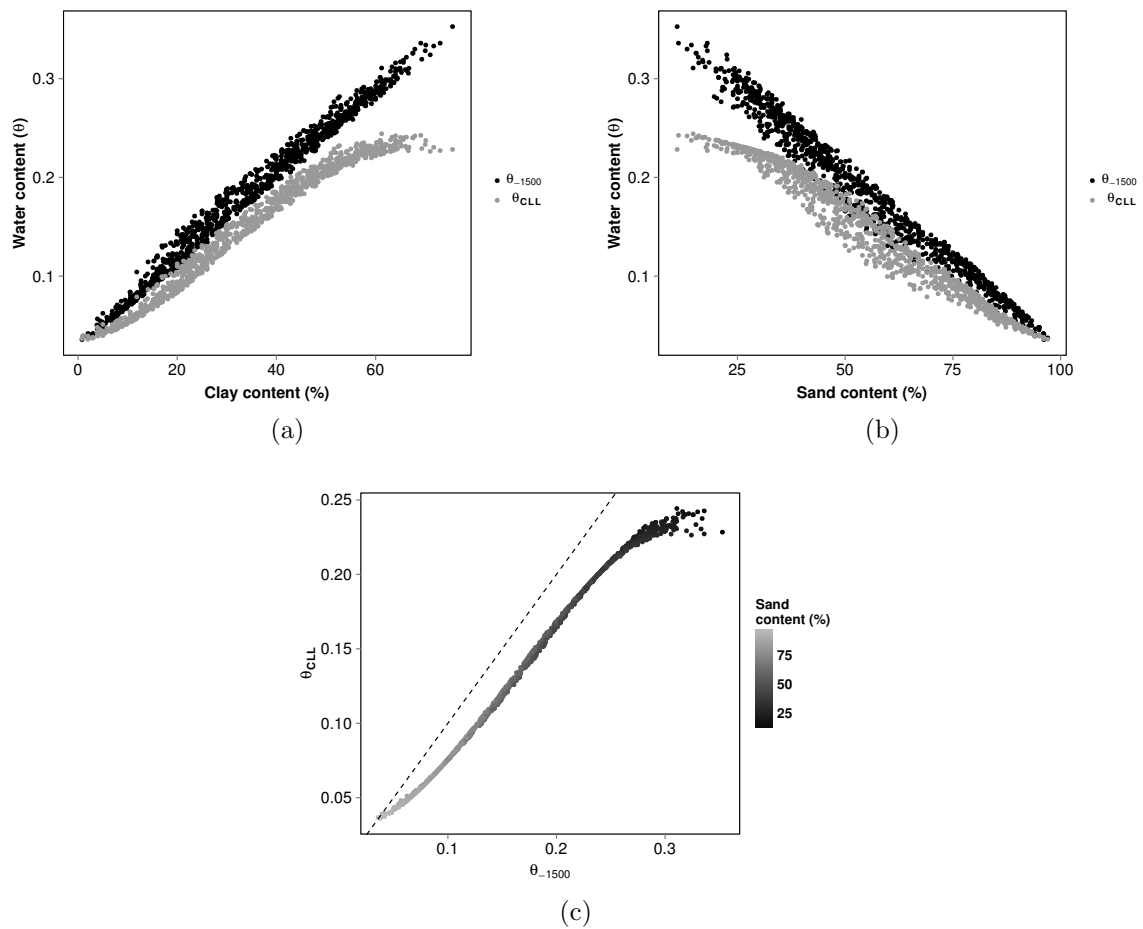 Water content (θ)
0.3
0.2
0.1
0
20
40
60
Clay content (%)
θ−1500
θCLL
(a)
Water content (θ)
0.3
0.2
0.1
25
50
75
100
Sand content (%)
θ−1500
θCLL
(b)
θCLL
0.25
0.20
0.15
0.10
0.05
0.1
0.2
0.3
θ−1500
Sand
content (%)
75
50
25
(c)